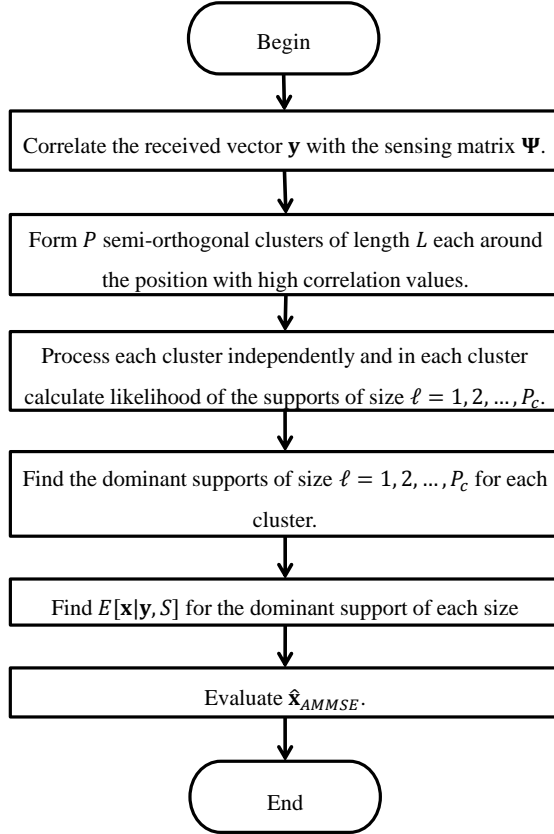 Begin
Correlate the received vector y with the sensing matrix Ψ.
Form P semi-orthogonal clusters of length L each around
the position with high correlation values.
Process each cluster independently and in each cluster
calculate likelihood of the supports of size ℓ = 1, 2, … , P_c.
Find the dominant supports of size ℓ = 1, 2, … , P_c for each
cluster.
Find E[x|y, S] for the dominant support of each size
Evaluate x̂_AMMSE.
End